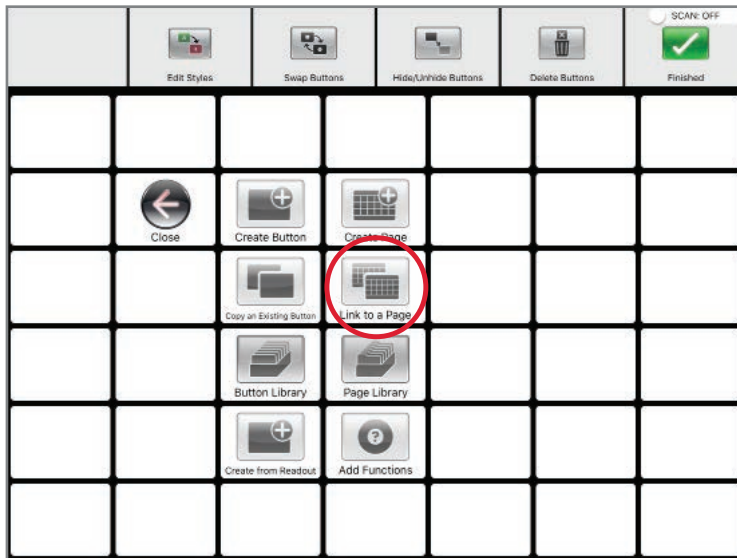 SCAN: OFF
Edit Styles
Swap Buttons
Hide/Unhide Buttons
Delete Buttons
Finished
Close
Create Button
Create Page
Copy an Existing Button
Link to a Page
Button Library
Page Library
Create from Readout
Add Functions